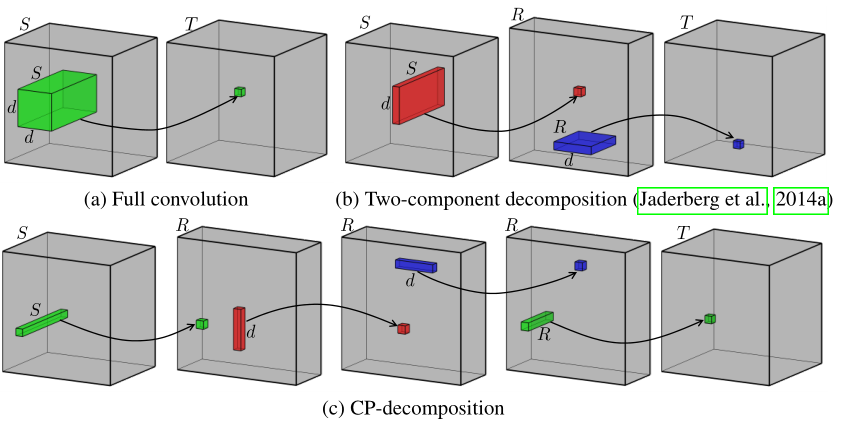 S T S R T
S S
d d
d R
d
(a) Full convolution (b) Two-component decomposition (Jaderberg et al., 2014a)
S R R R T
S d d R
(c) CP-decomposition